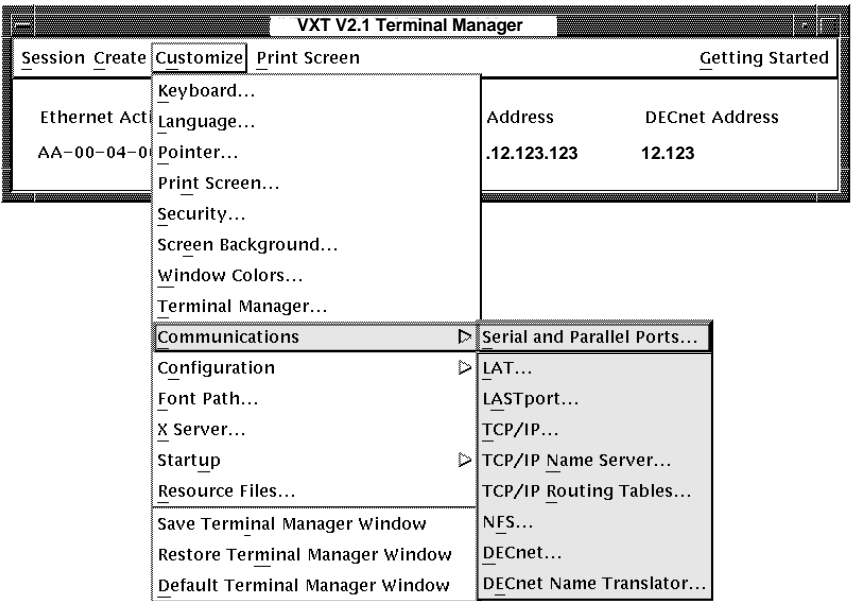 VXT V2.1 Terminal Manager
Session Create Customize Print Screen Getting Started
Keyboard...
Ethernet Acti Address DECnet Address
Language...
AA-00-04-0 .12.123.123 12.123
Pointer...
Print Screen...
Security...
Screen Background...
Window Colors...
Terminal Manager...
Communications
Configuration
Font Path...
X Server...
Startup
Resource Files...
Save Terminal Manager Window
Restore Terminal Manager Window
Default Terminal Manager Window
Serial and Parallel Ports...
LAT...
LASTport...
TCP/IP...
TCP/IP Name Server...
TCP/IP Routing Tables...
NFS...
DECnet...
DECnet Name Translator...